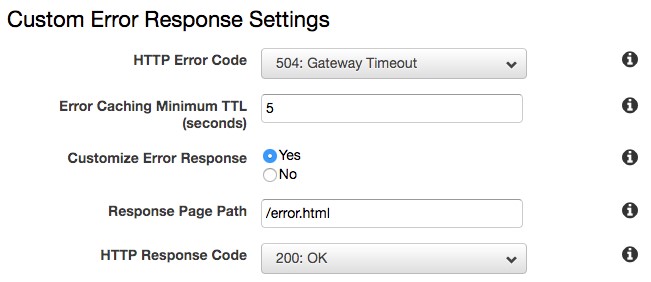 Custom Error Response Settings
HTTP Error Code 504: Gateway Timeout
Error Caching Minimum TTL
(seconds) 5
Customize Error Response Yes
No
Response Page Path /error.html
HTTP Response Code 200: OK